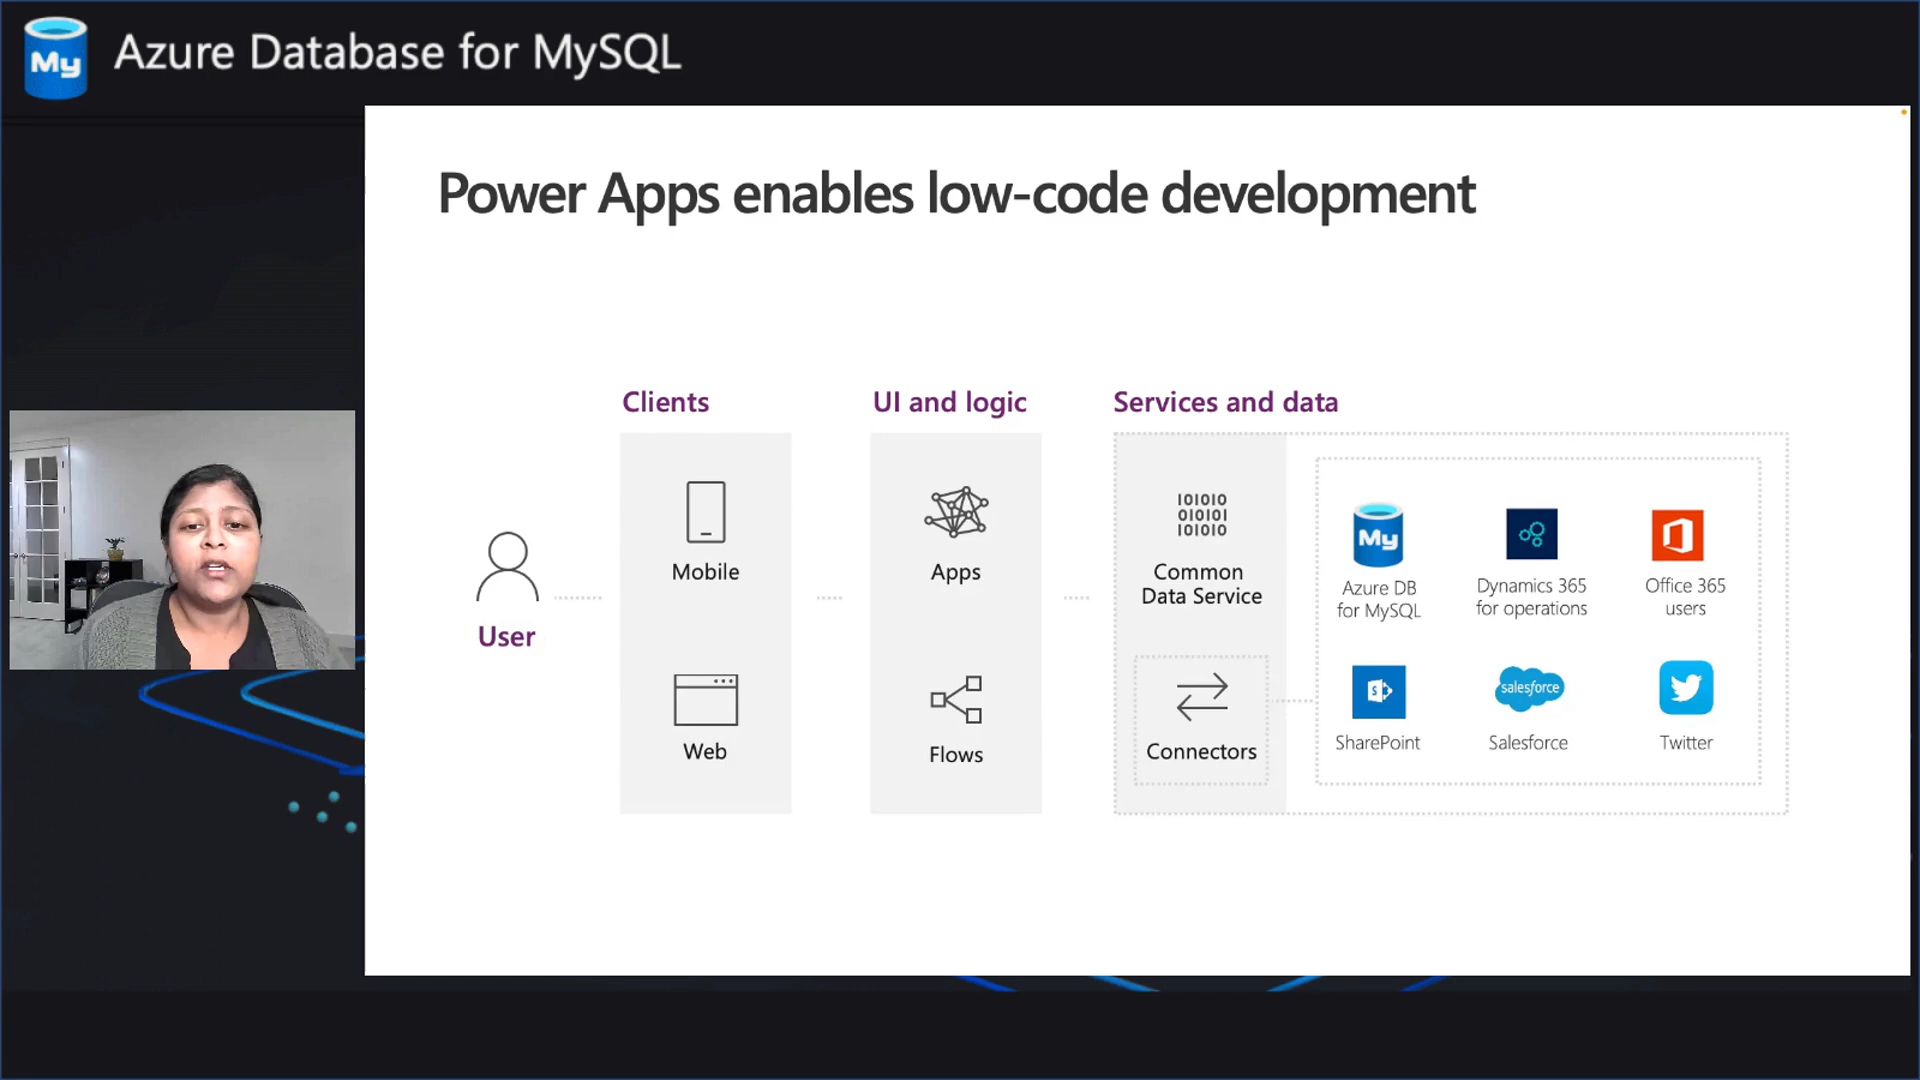 My
Azure Database for MySQL
Power Apps enables low-code development
Clients
UI and logic
Services and data
User
Mobile
Web
Apps
Flows
101010
010101
101010
Common
Data Service
Connectors
My
Azure DB
for MySQL
Dynamics 365
for operations
Office 365
users
S
SharePoint
salesforce
Salesforce
Twitter